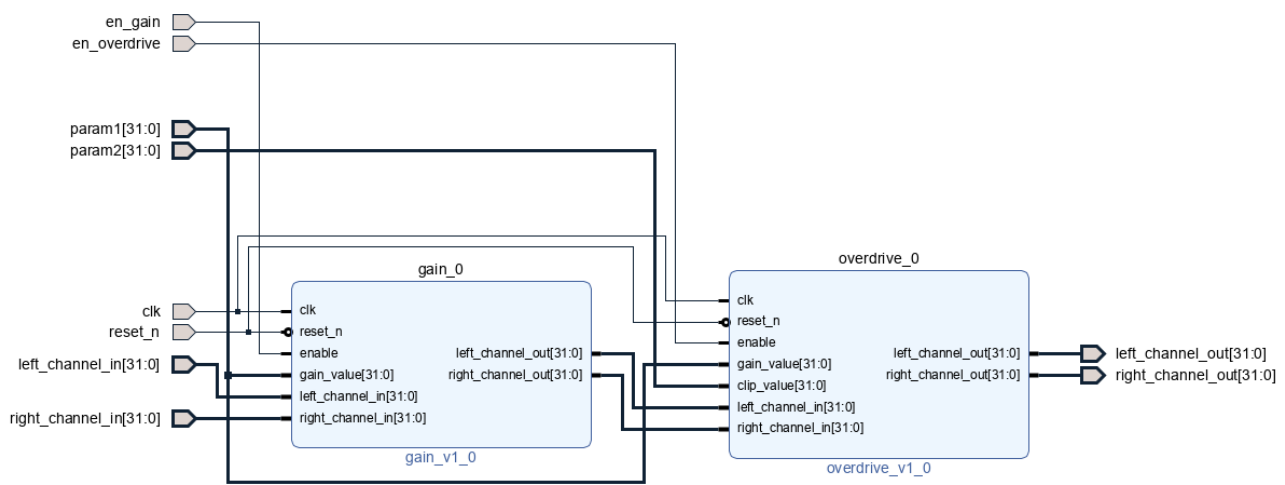 en_gain
en_overdrive
param1[31:0]
param2[31:0]
clk
reset_n
left_channel_in[31:0]
right_channel_in[31:0]
gain_0
clk
reset_n
enable
gain_value[31:0]
left_channel_in[31:0]
right_channel_in[31:0]
left_channel_out[31:0]
right_channel_out[31:0]
gain_v1_0
overdrive_0
clk
reset_n
enable
gain_value[31:0]
clip_value[31:0]
left_channel_in[31:0]
right_channel_in[31:0]
left_channel_out[31:0]
right_channel_out[31:0]
overdrive_v1_0
left_channel_out[31:0]
right_channel_out[31:0]